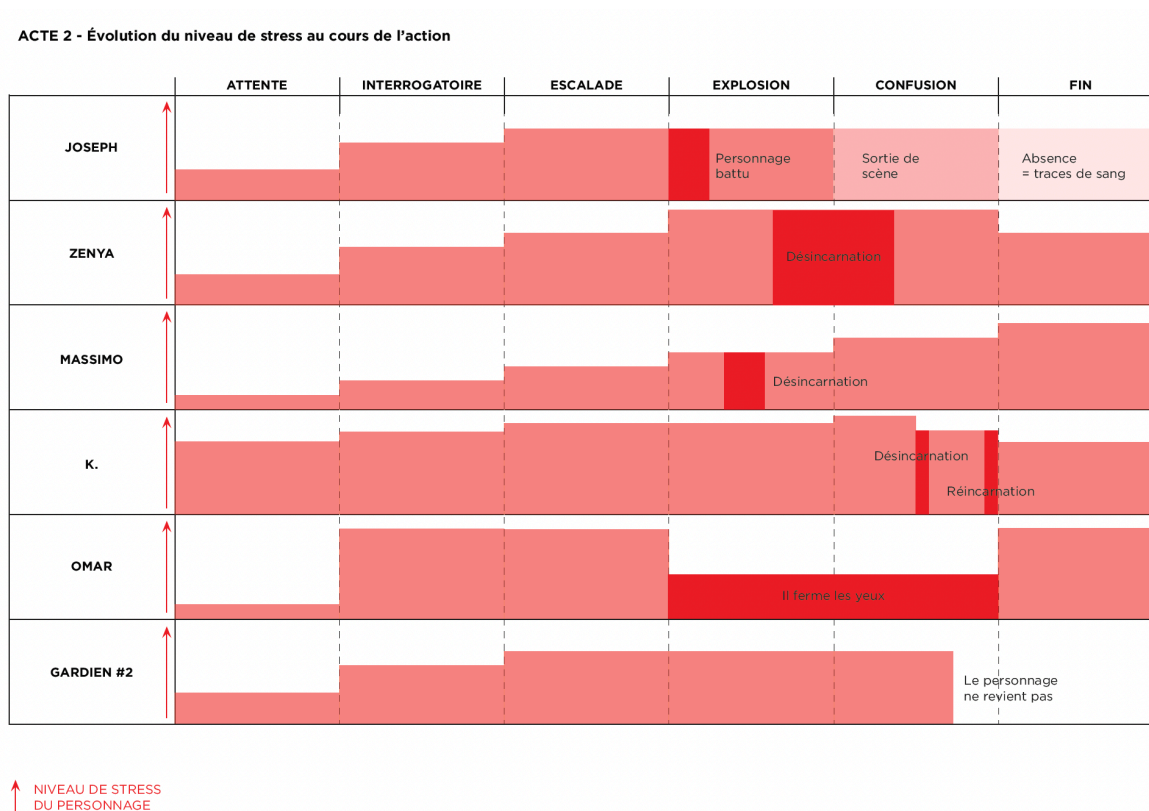 ACTE 2 - Évolution du niveau de stress au cours de l’action
ATTENTE INTERROGATOIRE ESCALADE EXPLOSION CONFUSION FIN
JOSEPH
Personnage
battu
Sortie de
scène
Absence
= traces de sang
ZENYA
Désincarnation
MASSIMO
Désincarnation
K.
Désincarnation
Réincarnation
OMAR
Il ferme les yeux
GARDIEN #2
Le personnage
ne revient pas
NIVEAU DE STRESS
DU PERSONNAGE